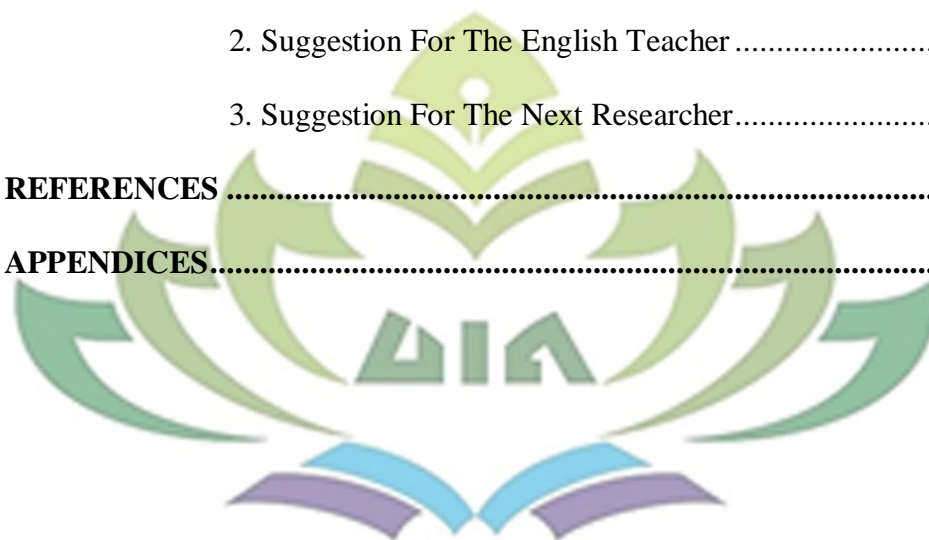 2. Suggestion For The English Teacher ........................
3. Suggestion For The Next Researcher........................
REFERENCES ........................................................................................
APPENDICES..........................................................................................
UIN